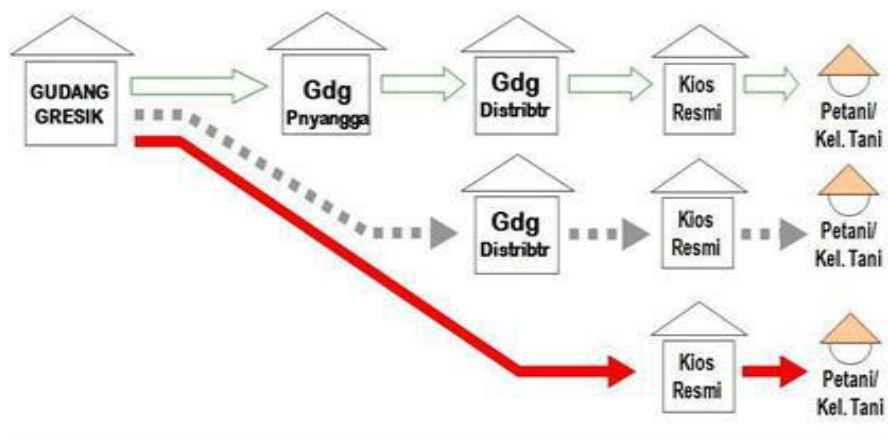 GUDANG
GRESIK
Gdg
Pnyangga
Gdg
Distribtr
Kios
Resmi
Petani/
Kel. Tani
Gdg
Distribtr
Kios
Resmi
Petani/
Kel. Tani
Kios
Resmi
Petani/
Kel. Tani